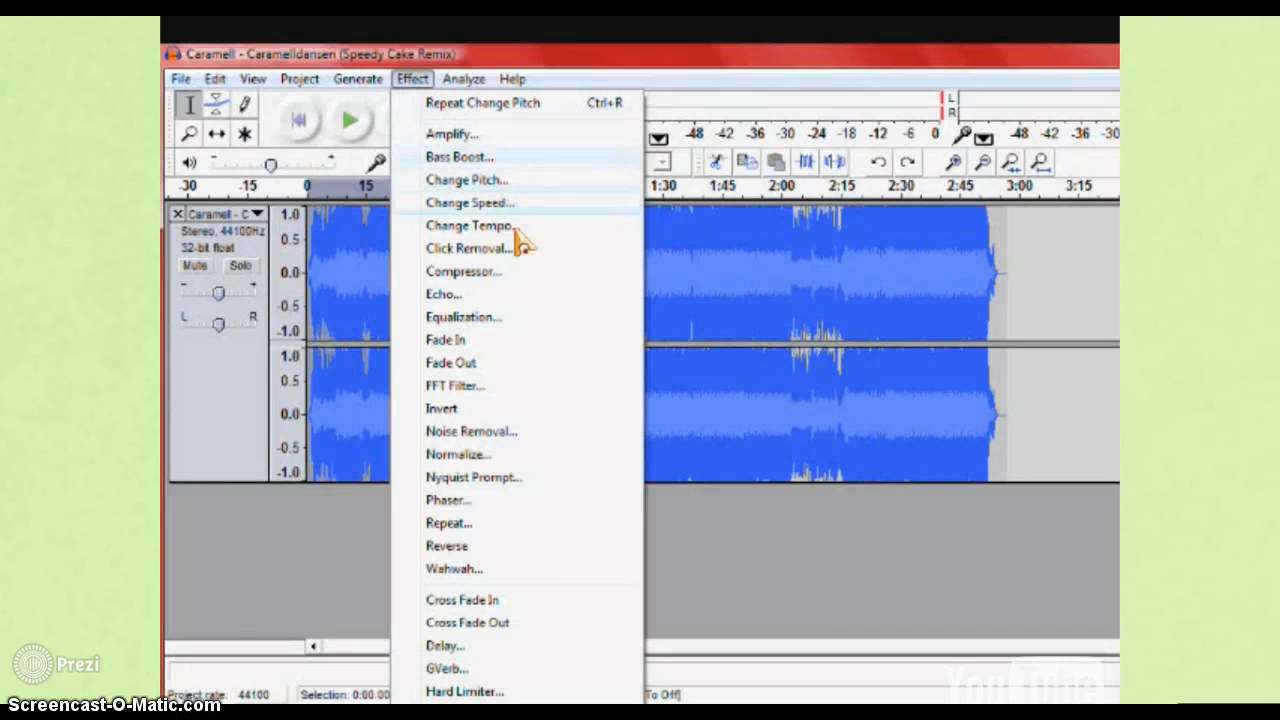 Caramell - Caramelldansen (Speedy Cake Remix)
File Edit View Project Generate Effect Analyze Help
Repeat Change Pitch Ctrl+R
L
R
-48 -42 -36 -30 -24 -18 -12 -6 0 -48 -42 -36 -30
Amplify...
Bass Boost...
Change Pitch...
-30 -15 0 15 1:30 1:45 2:00 2:15 2:30 2:45 3:00 3:15
Change Speed...
Caramell - C
Stereo, 44100Hz
32-bit float
Mute Solo
- +
L R
1.0
0.5
0.0
-0.5
-1.0
1.0
0.5
0.0
-0.5
-1.0
Change Tempo...
Click Removal...
Compressor...
Echo...
Equalization...
Fade In
Fade Out
FFT Filter...
Invert
Noise Removal...
Normalize...
Nyquist Prompt...
Phaser...
Repeat...
Reverse
Wahwah...
Cross Fade In
Cross Fade Out
Delay...
GVerb...
Hard Limiter...
Project rate: 44100 Selection: 0:00.00 To Off]
Prezi
YouTube
Screencast-O-Matic.com